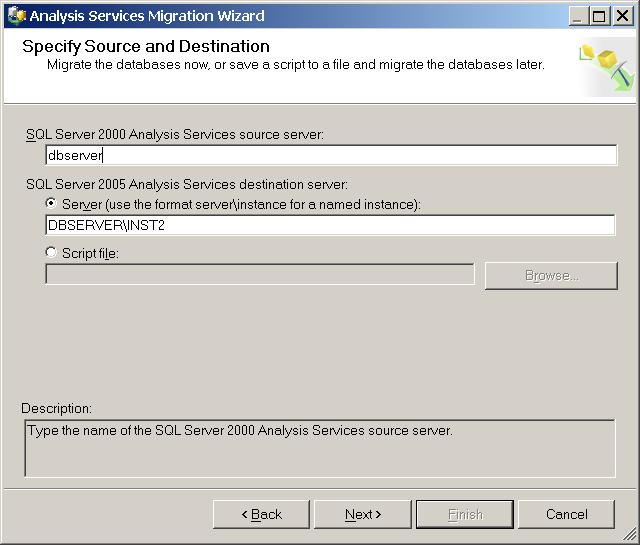 Analysis Services Migration Wizard
Specify Source and Destination
Migrate the databases now, or save a script to a file and migrate the databases later.
SQL Server 2000 Analysis Services source server:
dbserver
SQL Server 2005 Analysis Services destination server:
Server (use the format server\instance for a named instance):
DBSERVER\INST2
Script file:
Browse...
Description:
Type the name of the SQL Server 2000 Analysis Services source server.
< Back Next > Finish Cancel